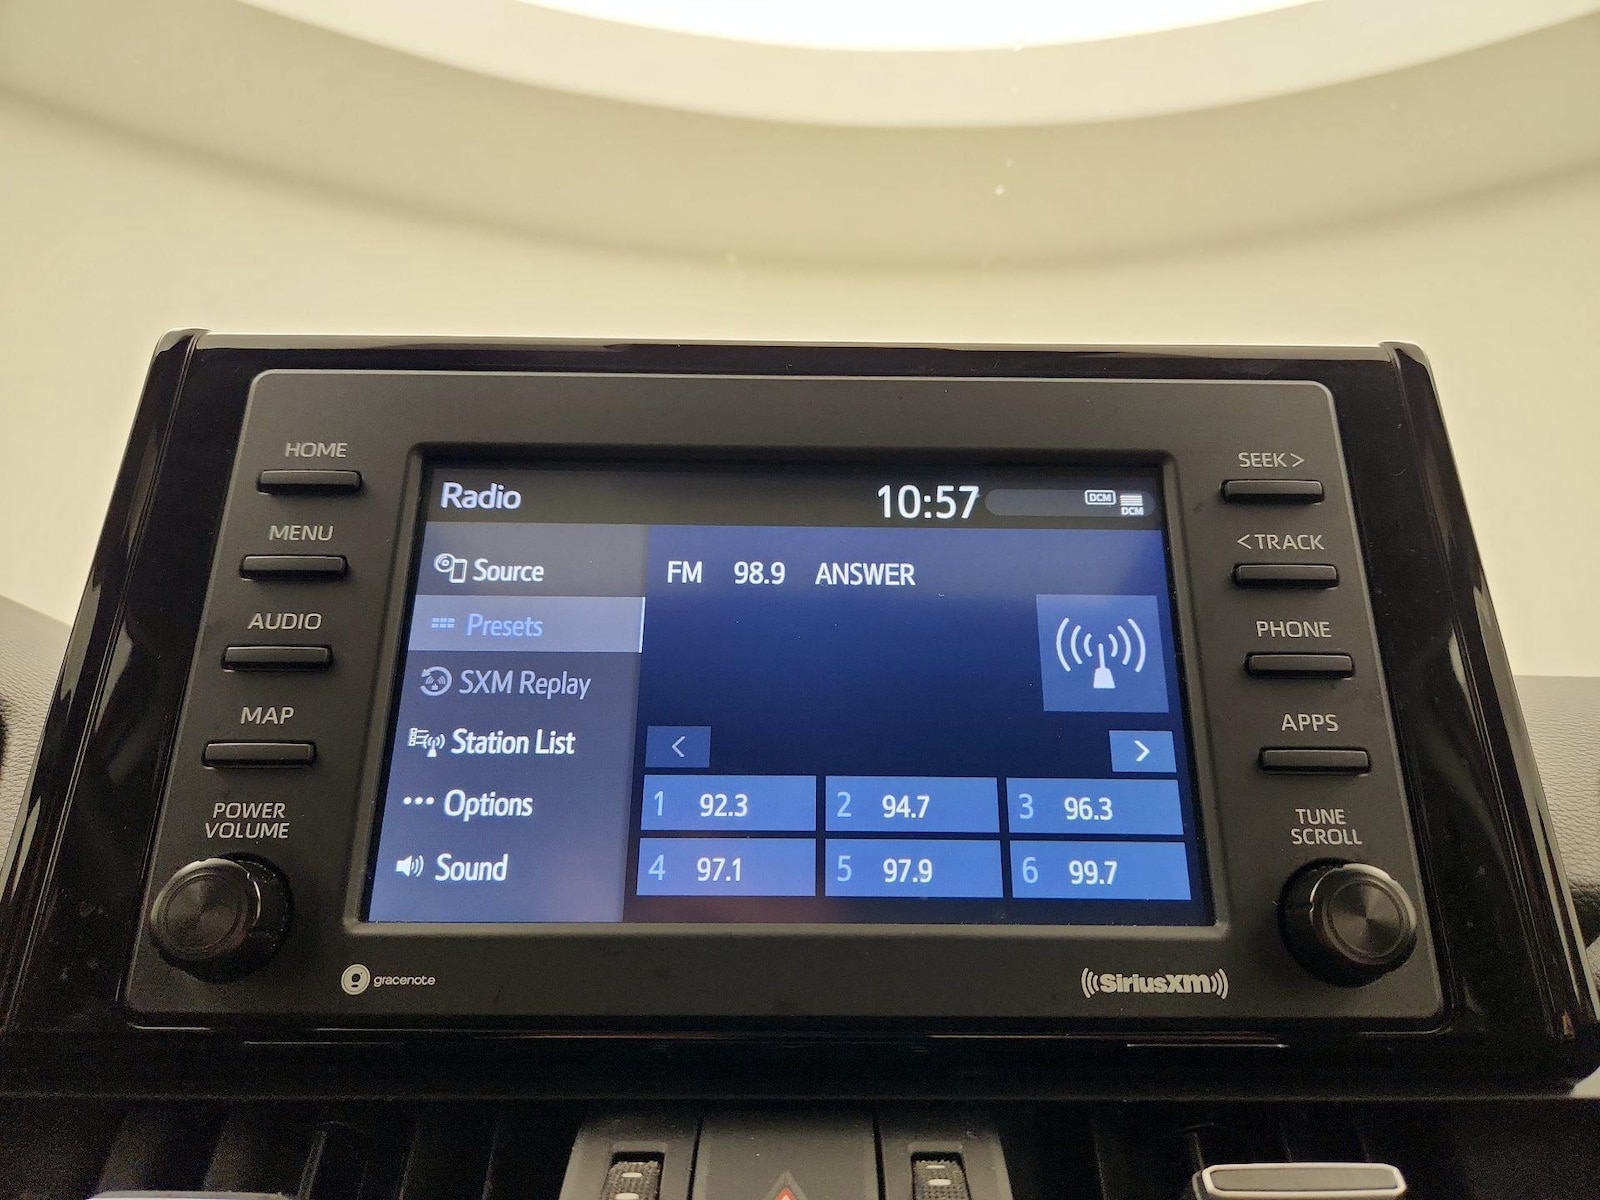 HOME
MENU
AUDIO
MAP
POWER
VOLUME
Radio
10:57
DCM
DCM
Source
Presets
SXM Replay
Station List
Options
Sound
FM 98.9 ANSWER
<
>
1 92.3
2 94.7
3 96.3
4 97.1
5 97.9
6 99.7
SEEK >
< TRACK
PHONE
APPS
TUNE
SCROLL
gracenote
SiriusXM